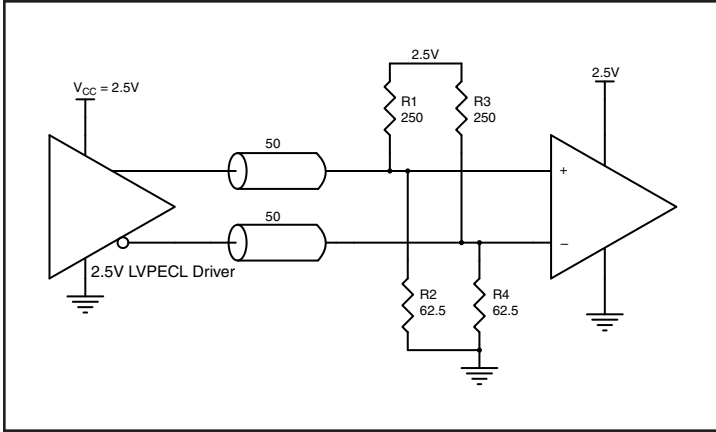 2.5V
V_CC = 2.5V
2.5V
R1
250
R3
250
50
+
50
−
2.5V LVPECL Driver
R2
62.5
R4
62.5